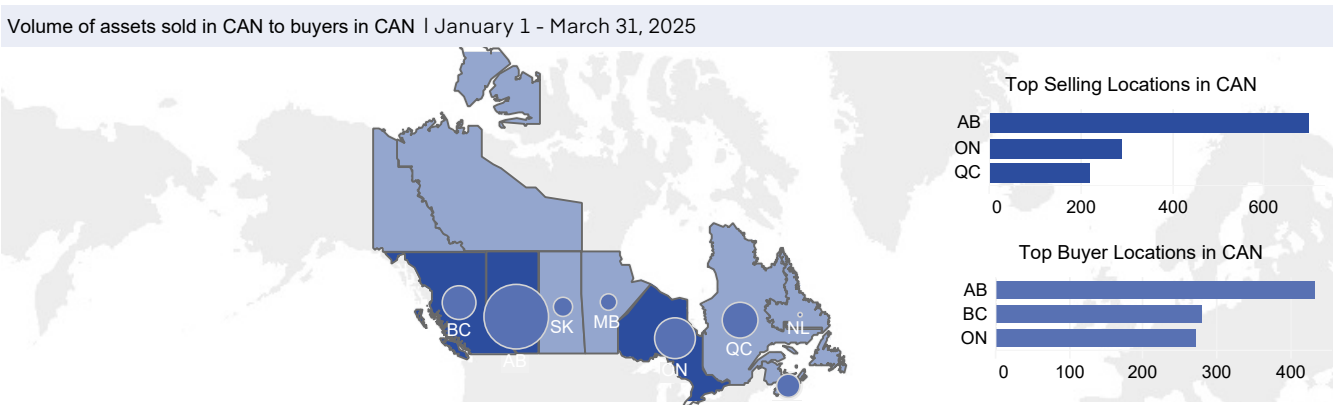 Volume of assets sold in CAN to buyers in CAN | January 1 - March 31, 2025
Top Selling Locations in CAN
AB
ON
QC
0 200 400 600
Top Buyer Locations in CAN
AB
BC
ON
0 100 200 300 400
BC
AB
SK
MB
ON
QC
NL